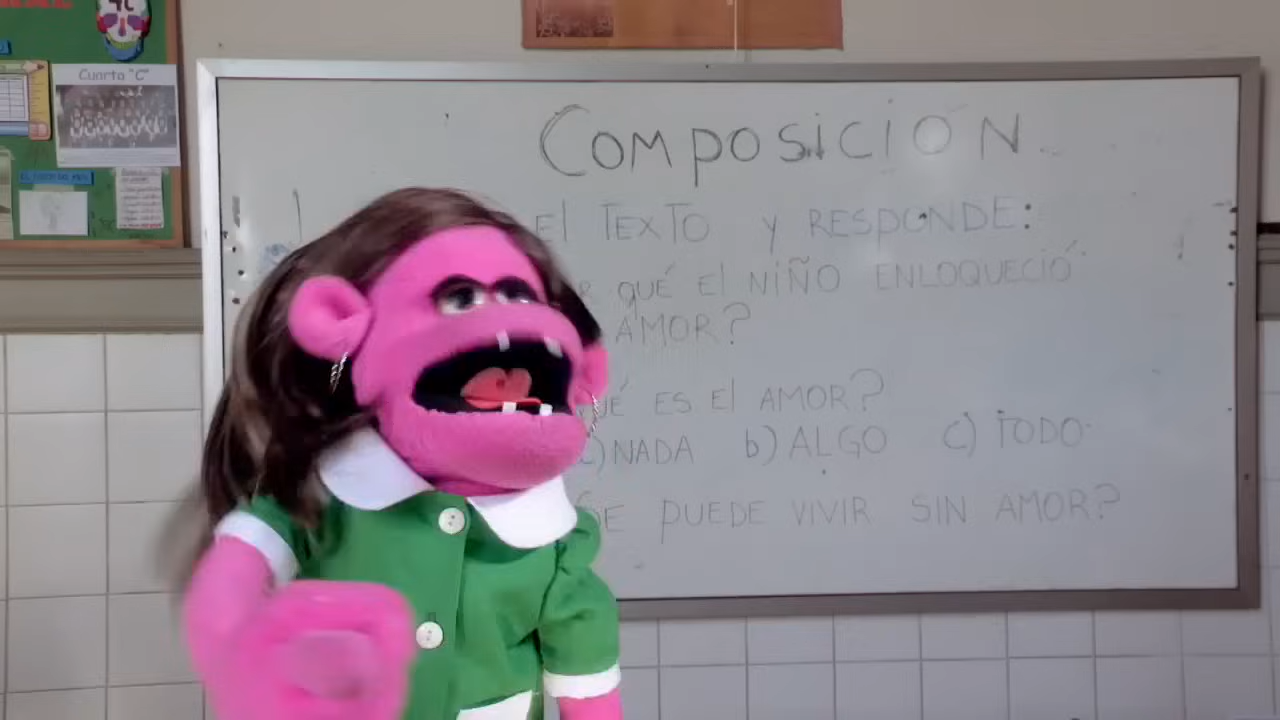 Cuarta "C"
COMPOSICIÓN
El TEXTO y RESPONDE:
QUÉ El NIÑO ENLOQUECIÓ
AMOR?
ES El AMOR?
NADA b) ALGO c) TODO
PUEDE VIVIR SIN AMOR?